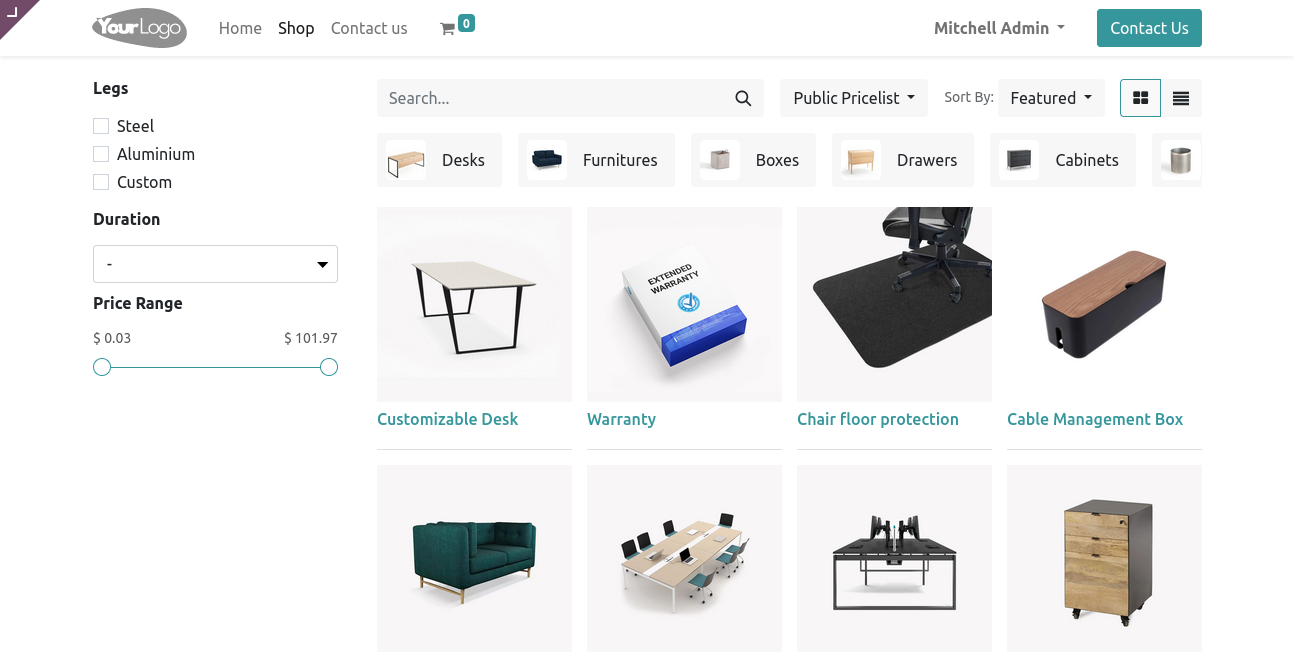 YourLogo
Home Shop Contact us 0 Mitchell Admin Contact Us
Legs
Steel
Aluminium
Custom
Duration
-
Price Range
$ 0.03 $ 101.97
Search... Public Pricelist Sort By: Featured
Desks Furnitures Boxes Drawers Cabinets
EXTENDED
WARRANTY
Customizable Desk Warranty Chair floor protection Cable Management Box